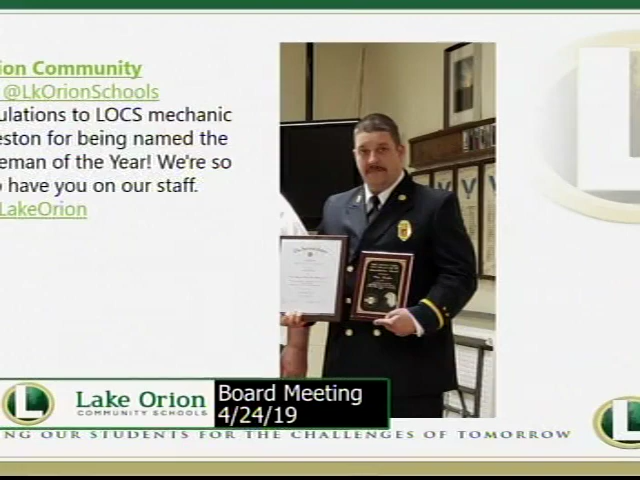 ion Community
@LkOrionSchools
ulations to LOCS mechanic
eston for being named the
eman of the Year! We're so
o have you on our staff.
LakeOrion
L
Lake Orion
COMMUNITY SCHOOLS
Board Meeting
4/24/19
L
NG OUR STUDENTS FOR THE CHALLENGES OF TOMORROW